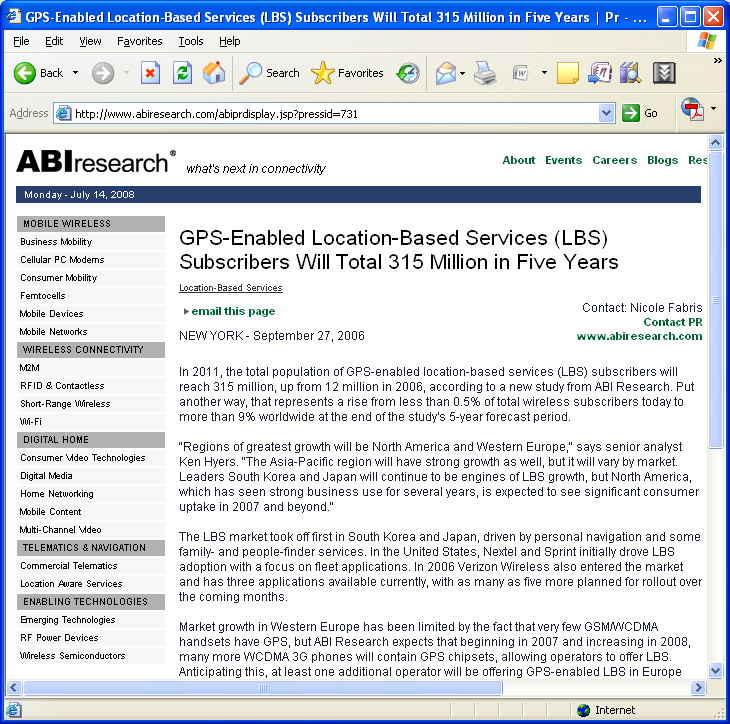 GPS-Enabled Location-Based Services (LBS) Subscribers Will Total 315 Million in Five Years | Pr - ...
File Edit View Favorites Tools Help
Back Search Favorites
Address http://www.abiresearch.com/abiprdisplay.jsp?pressid=731 Go
ABIresearch® what's next in connectivity
About Events Careers Blogs Res
Monday - July 14, 2008
MOBILE WIRELESS
Business Mobility
Cellular PC Modems
Consumer Mobility
Femtocells
Mobile Devices
Mobile Networks
WIRELESS CONNECTIVITY
M2M
RFID & Contactless
Short-Range Wireless
Wi-Fi
DIGITAL HOME
Consumer Video Technologies
Digital Media
Home Networking
Mobile Content
Multi-Channel Video
TELEMATICS & NAVIGATION
Commercial Telematics
Location Aware Services
ENABLING TECHNOLOGIES
Emerging Technologies
RF Power Devices
Wireless Semiconductors
GPS-Enabled Location-Based Services (LBS)
Subscribers Will Total 315 Million in Five Years
Location-Based Services
email this page
Contact: Nicole Fabris
Contact PR
www.abiresearch.com
NEW YORK - September 27, 2006
In 2011, the total population of GPS-enabled location-based services (LBS) subscribers will
reach 315 million, up from 12 million in 2006, according to a new study from ABI Research. Put
another way, that represents a rise from less than 0.5% of total wireless subscribers today to
more than 9% worldwide at the end of the study's 5-year forecast period.
"Regions of greatest growth will be North America and Western Europe," says senior analyst
Ken Hyers. "The Asia-Pacific region will have strong growth as well, but it will vary by market.
Leaders South Korea and Japan will continue to be engines of LBS growth, but North America,
which has seen strong business use for several years, is expected to see significant consumer
uptake in 2007 and beyond."
The LBS market took off first in South Korea and Japan, driven by personal navigation and some
family- and people-finder services. In the United States, Nextel and Sprint initially drove LBS
adoption with a focus on fleet applications. In 2006 Verizon Wireless also entered the market
and has three applications available currently, with as many as five more planned for rollout over
the coming months.
Market growth in Western Europe has been limited by the fact that very few GSM/WCDMA
handsets have GPS, but ABI Research expects that beginning in 2007 and increasing in 2008,
many more WCDMA 3G phones will contain GPS chipsets, allowing operators to offer LBS.
Anticipating this, at least one additional operator will be offering GPS-enabled LBS in Europe
Internet